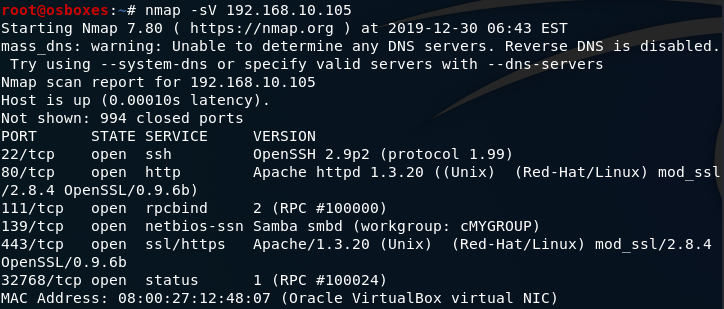 root@osboxes:~# nmap -sV 192.168.10.105
Starting Nmap 7.80 ( https://nmap.org ) at 2019-12-30 06:43 EST
mass_dns: warning: Unable to determine any DNS servers. Reverse DNS is disabled.
 Try using --system-dns or specify valid servers with --dns-servers
Nmap scan report for 192.168.10.105
Host is up (0.00010s latency).
Not shown: 994 closed ports
PORT      STATE SERVICE     VERSION
22/tcp    open  ssh         OpenSSH 2.9p2 (protocol 1.99)
80/tcp    open  http        Apache httpd 1.3.20 ((Unix)  (Red-Hat/Linux) mod_ssl
/2.8.4 OpenSSL/0.9.6b)
111/tcp   open  rpcbind     2 (RPC #100000)
139/tcp   open  netbios-ssn Samba smbd (workgroup: cMYGROUP)
443/tcp   open  ssl/https   Apache/1.3.20 (Unix)  (Red-Hat/Linux) mod_ssl/2.8.4
OpenSSL/0.9.6b
32768/tcp open  status      1 (RPC #100024)
MAC Address: 08:00:27:12:48:07 (Oracle VirtualBox virtual NIC)